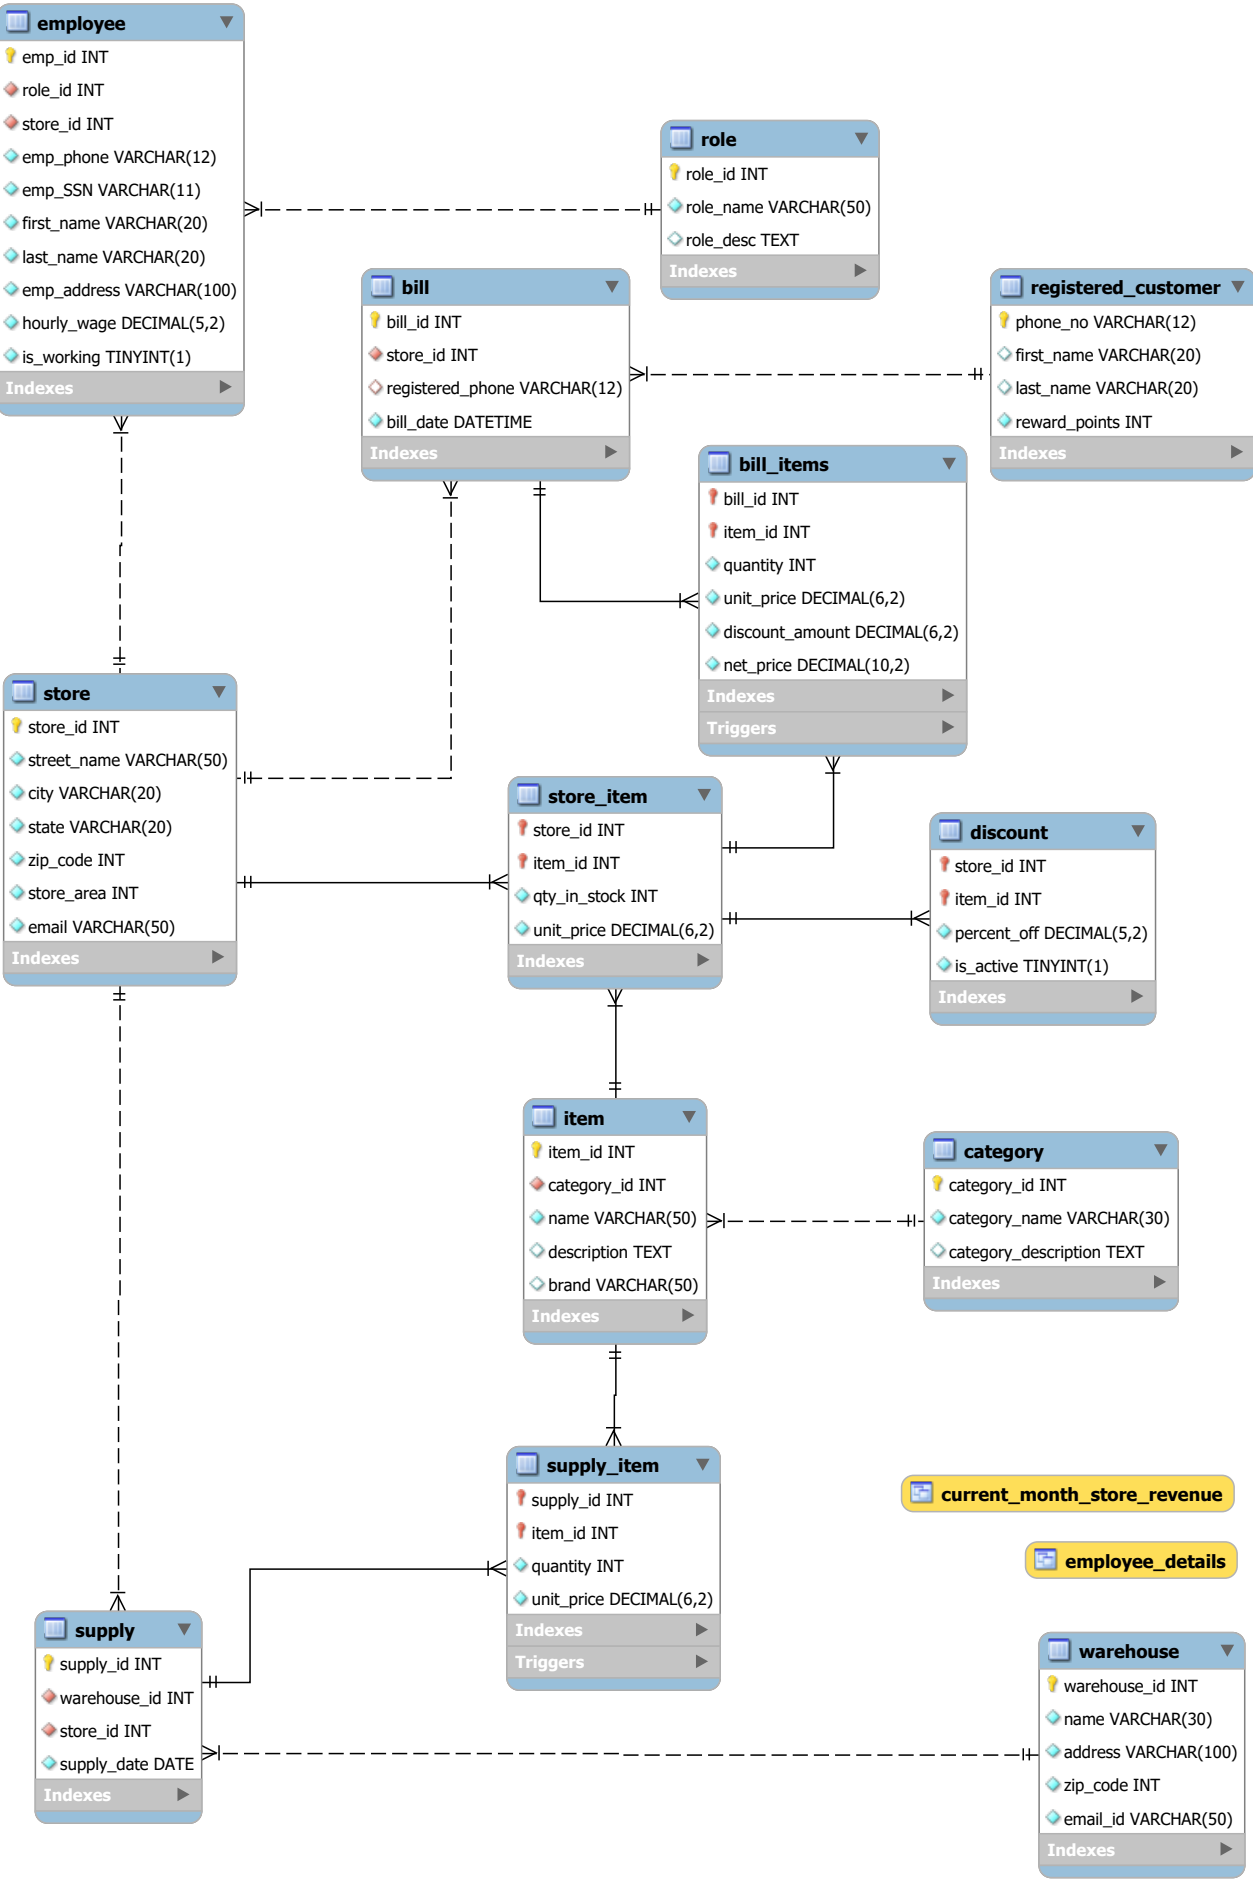 employee
emp_id INT
role_id INT
store_id INT
emp_phone VARCHAR(12)
emp_SSN VARCHAR(11)
first_name VARCHAR(20)
last_name VARCHAR(20)
emp_address VARCHAR(100)
hourly_wage DECIMAL(5,2)
is_working TINYINT(1)
Indexes
role
role_id INT
role_name VARCHAR(50)
role_desc TEXT
Indexes
bill
bill_id INT
store_id INT
registered_phone VARCHAR(12)
bill_date DATETIME
Indexes
registered_customer
phone_no VARCHAR(12)
first_name VARCHAR(20)
last_name VARCHAR(20)
reward_points INT
Indexes
bill_items
bill_id INT
item_id INT
quantity INT
unit_price DECIMAL(6,2)
discount_amount DECIMAL(6,2)
net_price DECIMAL(10,2)
Indexes
Triggers
store
store_id INT
street_name VARCHAR(50)
city VARCHAR(20)
state VARCHAR(20)
zip_code INT
store_area INT
email VARCHAR(50)
Indexes
store_item
store_id INT
item_id INT
qty_in_stock INT
unit_price DECIMAL(6,2)
Indexes
discount
store_id INT
item_id INT
percent_off DECIMAL(5,2)
is_active TINYINT(1)
Indexes
item
item_id INT
category_id INT
name VARCHAR(50)
description TEXT
brand VARCHAR(50)
Indexes
category
category_id INT
category_name VARCHAR(30)
category_description TEXT
Indexes
supply_item
supply_id INT
item_id INT
quantity INT
unit_price DECIMAL(6,2)
Indexes
Triggers
current_month_store_revenue
employee_details
supply
supply_id INT
warehouse_id INT
store_id INT
supply_date DATE
Indexes
warehouse
warehouse_id INT
name VARCHAR(30)
address VARCHAR(100)
zip_code INT
email_id VARCHAR(50)
Indexes